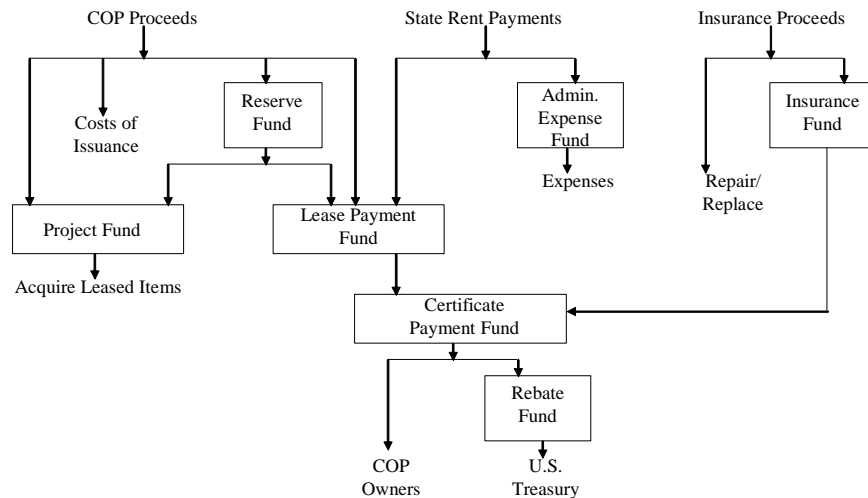 COP Proceeds
State Rent Payments
Insurance Proceeds
Costs of
Issuance
Reserve
Fund
Admin.
Expense
Fund
Insurance
Fund
Expenses
Repair/
Replace
Project Fund
Lease Payment
Fund
Acquire Leased Items
Certificate
Payment Fund
Rebate
Fund
COP
Owners
U.S.
Treasury